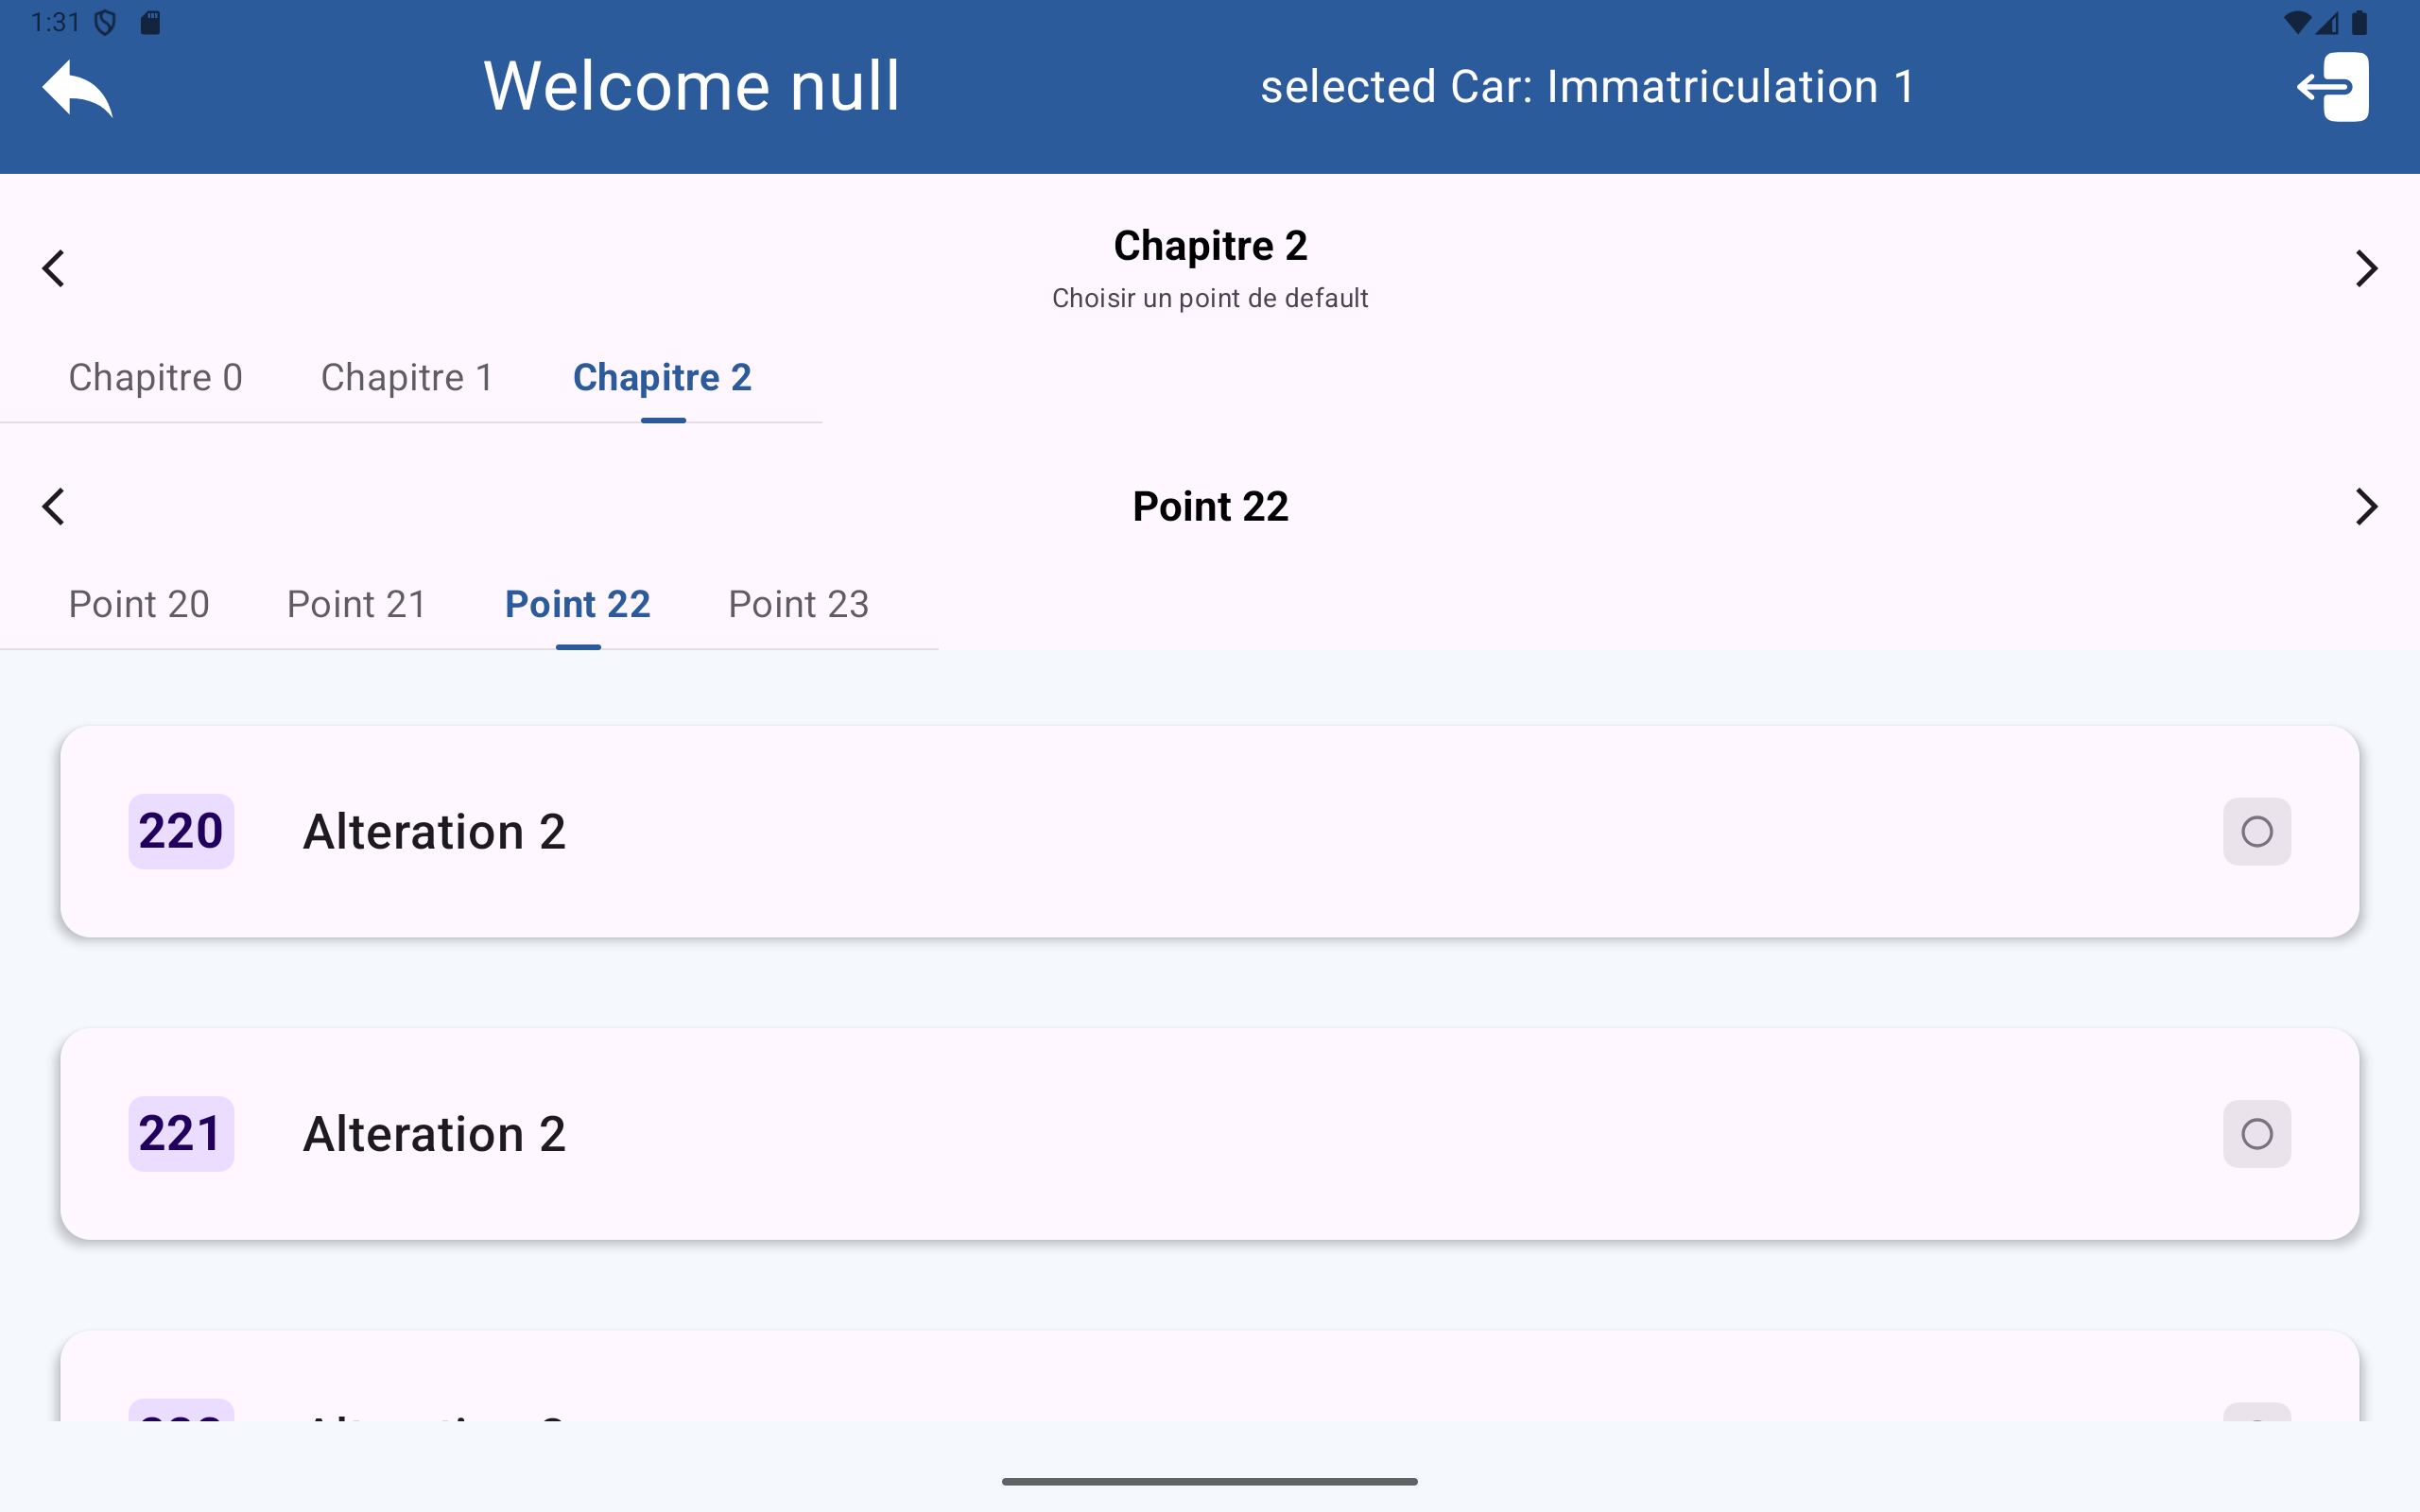 1:31
Welcome null
selected Car: Immatriculation 1
Chapitre 2
Choisir un point de default
Chapitre 0 Chapitre 1 Chapitre 2
Point 22
Point 20 Point 21 Point 22 Point 23
220 Alteration 2
221 Alteration 2